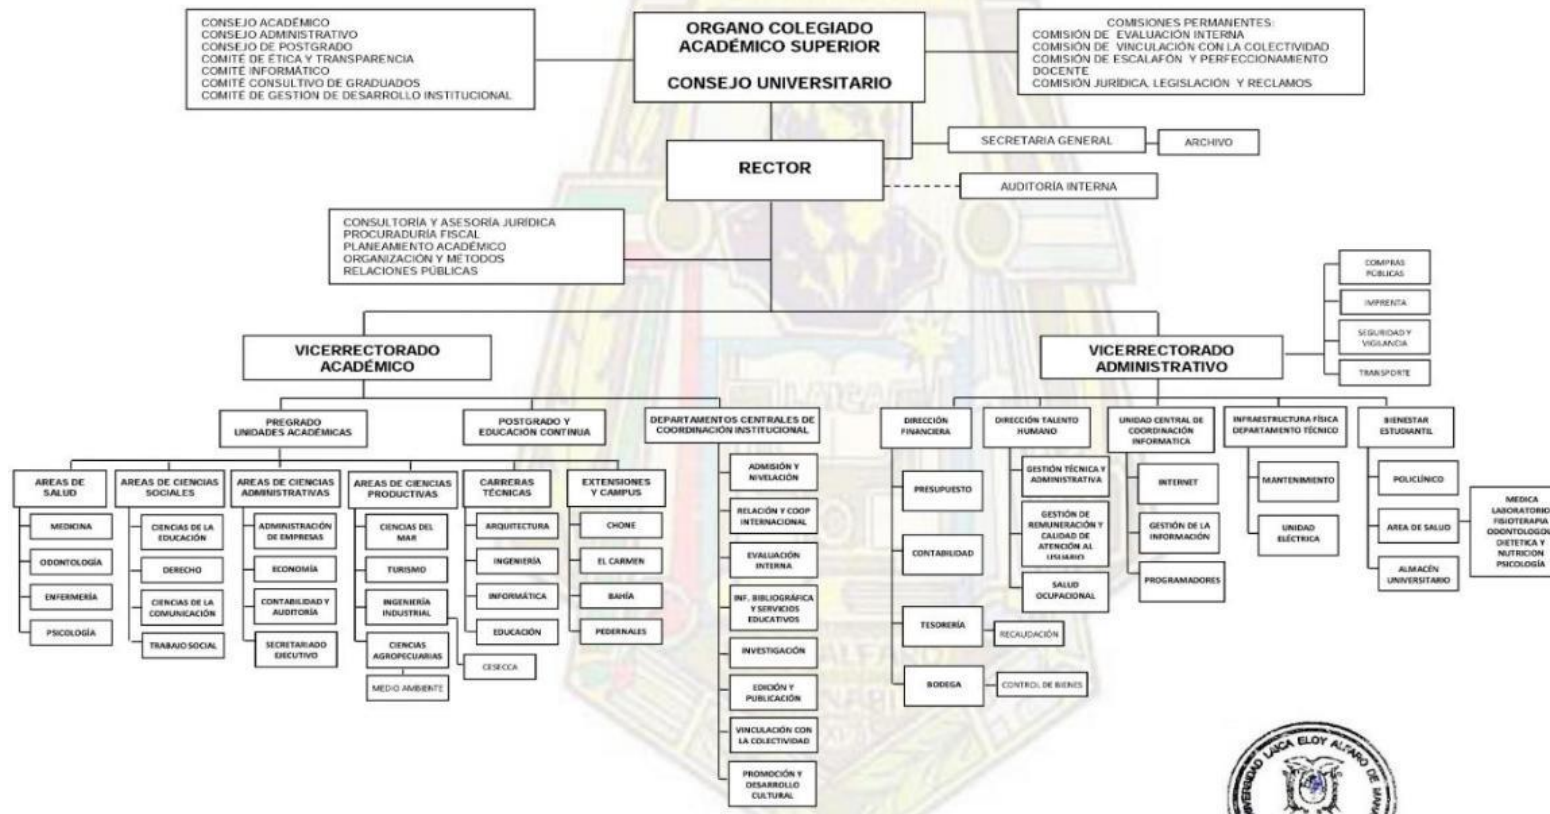 CONSEJO ACADÉMICO
CONSEJO ADMINISTRATIVO
CONSEJO DE POSTGRADO
COMITÉ DE ÉTICA Y TRANSPARENCIA
COMITÉ INFORMÁTICO
COMITÉ CONSULTIVO DE GRADUADOS
COMITÉ DE GESTIÓN DE DESARROLLO INSTITUCIONAL
ORGANO COLEGIADO
ACADÉMICO SUPERIOR
CONSEJO UNIVERSITARIO
COMISIONES PERMANENTES:
COMISIÓN DE EVALUACIÓN INTERNA
COMISIÓN DE VINCULACIÓN CON LA COLECTIVIDAD
COMISIÓN DE ESCALAFÓN Y PERFECCIONAMIENTO
DOCENTE
COMISIÓN JURÍDICA, LEGISLACIÓN Y RECLAMOS
SECRETARIA GENERAL
ARCHIVO
RECTOR
AUDITORÍA INTERNA
CONSULTORÍA Y ASESORÍA JURÍDICA
PROCURADURÍA FISCAL
PLANEAMIENTO ACADÉMICO
ORGANIZACIÓN Y MÉTODOS
RELACIONES PÚBLICAS
COMPRAS
PÚBLICAS
IMPRENTA
SEGURIDAD Y
VIGILANCIA
TRANSPORTE
VICERRECTORADO
ACADÉMICO
VICERRECTORADO
ADMINISTRATIVO
PREGRADO
UNIDADES ACADÉMICAS
POSTGRADO Y
EDUCACIÓN CONTINUA
DEPARTAMENTOS CENTRALES DE
COORDINACIÓN INSTITUCIONAL
DIRECCIÓN
FINANCIERA
DIRECCIÓN TALENTO
HUMANO
UNIDAD CENTRAL DE
COORDINACIÓN
INFORMATICA
INFRAESTRUCTURA FÍSICA
DEPARTAMENTO TÉCNICO
BIENESTAR
ESTUDIANTIL
AREAS DE
SALUD
MEDICINA
ODONTOLOGÍA
ENFERMERÍA
PSICOLOGÍA
AREAS DE CIENCIAS
SOCIALES
CIENCIAS DE LA
EDUCACIÓN
DERECHO
CIENCIAS DE LA
COMUNICACIÓN
TRABAJO SOCIAL
AREAS DE CIENCIAS
ADMINISTRATIVAS
ADMINISTRACIÓN
DE EMPRESAS
ECONOMÍA
CONTABILIDAD Y
AUDITORÍA
SECRETARIADO
EJECUTIVO
AREAS DE CIENCIAS
PRODUCTIVAS
CIENCIAS DEL
MAR
TURISMO
INGENIERÍA
INDUSTRIAL
CIENCIAS
AGROPECUARIAS
MEDIO AMBIENTE
CESECCA
CARRERAS
TÉCNICAS
ARQUITECTURA
INGENIERÍA
INFORMÁTICA
EDUCACIÓN
EXTENSIONES
Y CAMPUS
CHONE
EL CARMEN
BAHÍA
PEDERNALES
ADMISIÓN Y
NIVELACIÓN
RELACIÓN Y COOP
INTERNACIONAL
EVALUACIÓN
INTERNA
INF. BIBLIOGRÁFICA
Y SERVICIOS
EDUCATIVOS
INVESTIGACIÓN
EDICIÓN Y
PUBLICACIÓN
VINCULACIÓN CON
LA COLECTIVIDAD
PROMOCIÓN Y
DESARROLLO
CULTURAL
PRESUPUESTO
CONTABILIDAD
TESORERÍA
RECAUDACIÓN
BODEGA
CONTROL DE BIENES
GESTIÓN TÉCNICA Y
ADMINISTRATIVA
GESTIÓN DE
REMUNERACIÓN Y
CALIDAD DE
ATENCIÓN AL
USUARIO
SALUD
OCUPACIONAL
INTERNET
GESTIÓN DE LA
INFORMACIÓN
PROGRAMADORES
MANTENIMIENTO
UNIDAD
ELÉCTRICA
POLICLÍNICO
AREA DE SALUD
ALMACÉN
UNIVERSITARIO
MEDICA
LABORATORIO
FISIOTERAPIA
DIETETICA Y
NUTRICION
PSICOLOGÍA
UNIVERSIDAD LAICA ELOY ALFARO DE